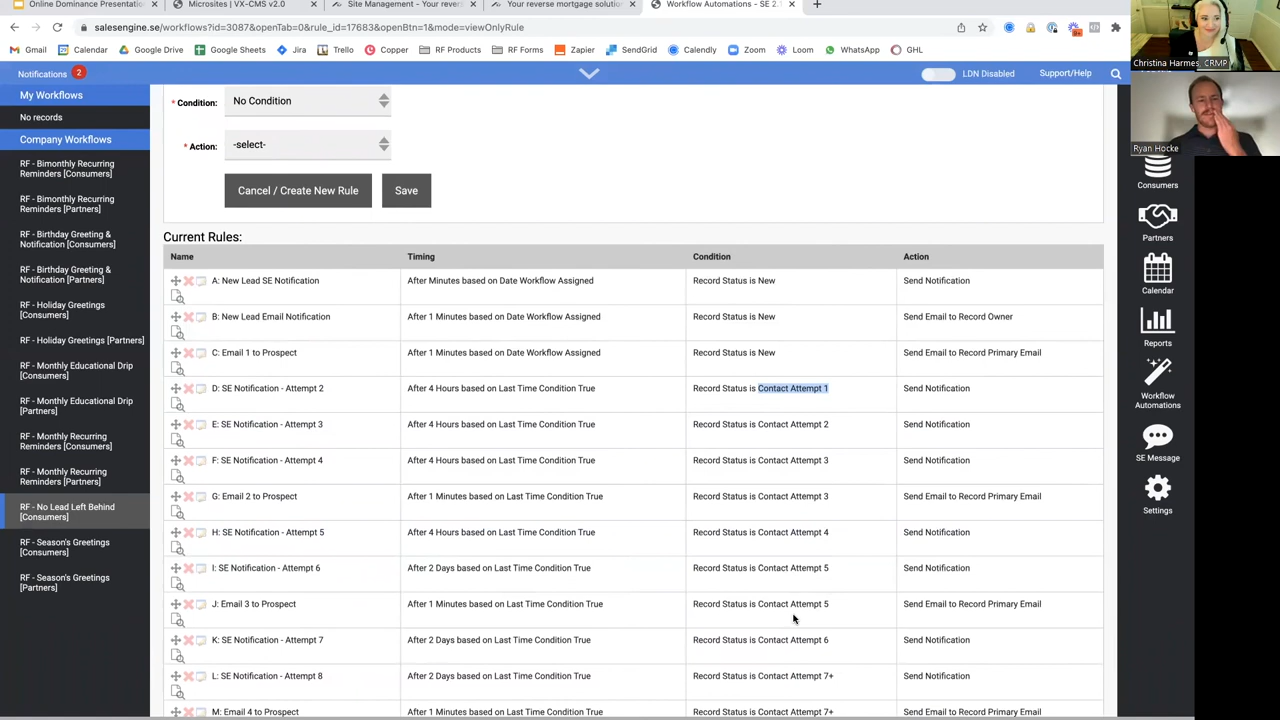 Online Dominance Presentation
Microsites | VX-CMS v2.0
Site Management - Your rever
Your reverse mortgage solutio
Workflow Automations - SE 2.
salesengine.se/workflows?id=3087&openTab=0&rule_id=17683&openBtn=1&mode=viewOnlyRule
Gmail
Calendar
Google Drive
Google Sheets
Jira
Trello
Copper
RF Products
RF Forms
Zapier
SendGrid
Calendly
Zoom
Loom
WhatsApp
GHL
Christina Harmes, CRMP
Ryan Hocke
Notifications 2
LDN Disabled
Support/Help
My Workflows
No records
Company Workflows
RF - Bimonthly Recurring
Reminders [Consumers]
RF - Bimonthly Recurring
Reminders [Partners]
RF - Birthday Greeting &
Notification [Consumers]
RF - Birthday Greeting &
Notification [Partners]
RF - Holiday Greetings
[Consumers]
RF - Holiday Greetings [Partners]
RF - Monthly Educational Drip
[Consumers]
RF - Monthly Educational Drip
[Partners]
RF - Monthly Recurring
Reminders [Consumers]
RF - Monthly Recurring
Reminders [Partners]
RF - No Lead Left Behind
[Consumers]
RF - Season's Greetings
[Consumers]
RF - Season's Greetings
[Partners]
* Condition: No Condition
* Action: -select-
Cancel / Create New Rule
Save
Current Rules:
Name Timing Condition Action
A: New Lead SE Notification After Minutes based on Date Workflow Assigned Record Status is New Send Notification
B: New Lead Email Notification After 1 Minutes based on Date Workflow Assigned Record Status is New Send Email to Record Owner
C: Email 1 to Prospect After 1 Minutes based on Date Workflow Assigned Record Status is New Send Email to Record Primary Email
D: SE Notification - Attempt 2 After 4 Hours based on Last Time Condition True Record Status is Contact Attempt 1 Send Notification
E: SE Notification - Attempt 3 After 4 Hours based on Last Time Condition True Record Status is Contact Attempt 2 Send Notification
F: SE Notification - Attempt 4 After 4 Hours based on Last Time Condition True Record Status is Contact Attempt 3 Send Notification
G: Email 2 to Prospect After 1 Minutes based on Last Time Condition True Record Status is Contact Attempt 3 Send Email to Record Primary Email
H: SE Notification - Attempt 5 After 4 Hours based on Last Time Condition True Record Status is Contact Attempt 4 Send Notification
I: SE Notification - Attempt 6 After 2 Days based on Last Time Condition True Record Status is Contact Attempt 5 Send Notification
J: Email 3 to Prospect After 1 Minutes based on Last Time Condition True Record Status is Contact Attempt 5 Send Email to Record Primary Email
K: SE Notification - Attempt 7 After 2 Days based on Last Time Condition True Record Status is Contact Attempt 6 Send Notification
L: SE Notification - Attempt 8 After 2 Days based on Last Time Condition True Record Status is Contact Attempt 7+ Send Notification
M: Email 4 to Prospect After 1 Minutes based on Last Time Condition True Record Status is Contact Attempt 7+ Send Email to Record Primary Email
Consumers
Partners
Calendar
Reports
Workflow
Automations
SE Message
Settings